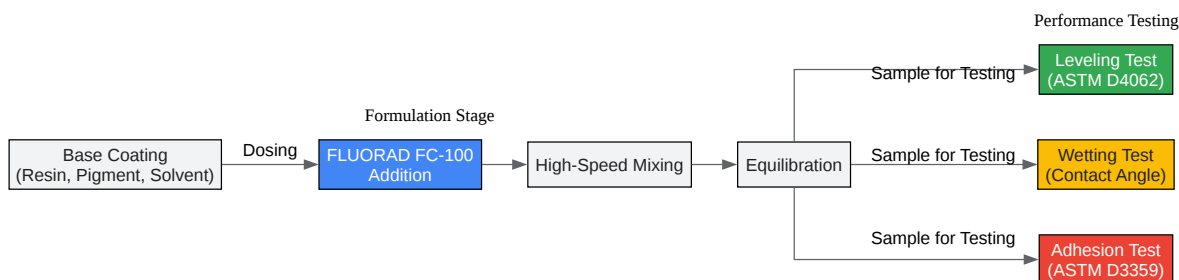 Performance Testing
Leveling Test
(ASTM D4062)
Sample for Testing
Formulation Stage
Base Coating
(Resin, Pigment, Solvent)
Dosing
FLUORAD FC-100
Addition
High-Speed Mixing
Equilibration
Sample for Testing
Wetting Test
(Contact Angle)
Sample for Testing
Adhesion Test
(ASTM D3359)